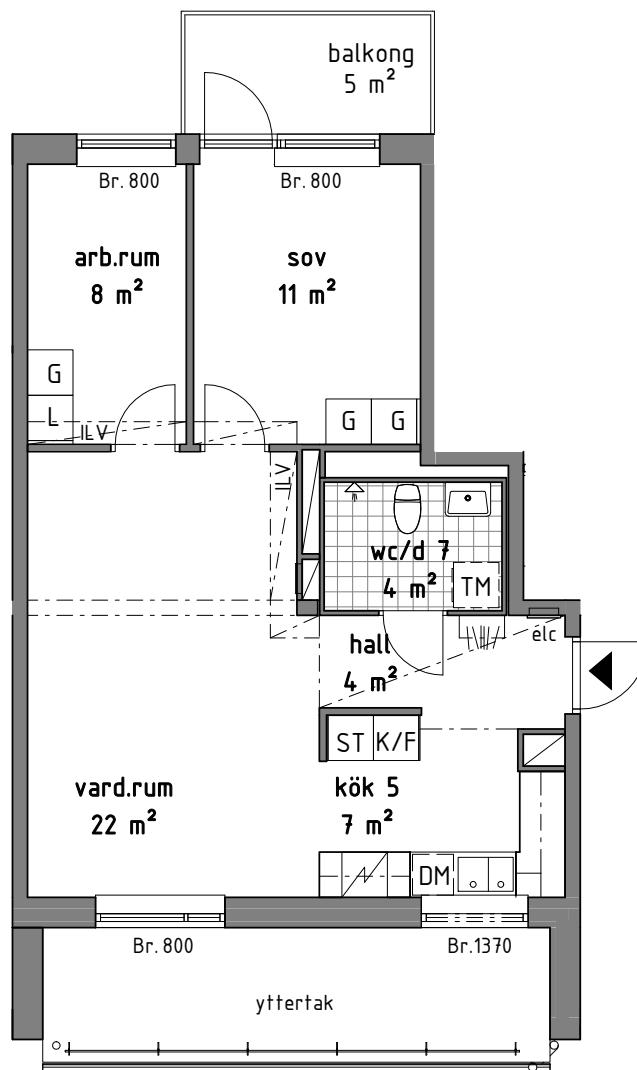 balkong
5 m²
Br. 800
Br. 800
arb.rum
8 m²
sov
11 m²
G
L
ILV
G
G
ILV
wc/d 7
4 m²
TM
elc
hall
4 m²
ST
K/F
vard.rum
22 m²
kök 5
7 m²
DM
Br. 800
Br.1370
yttertak